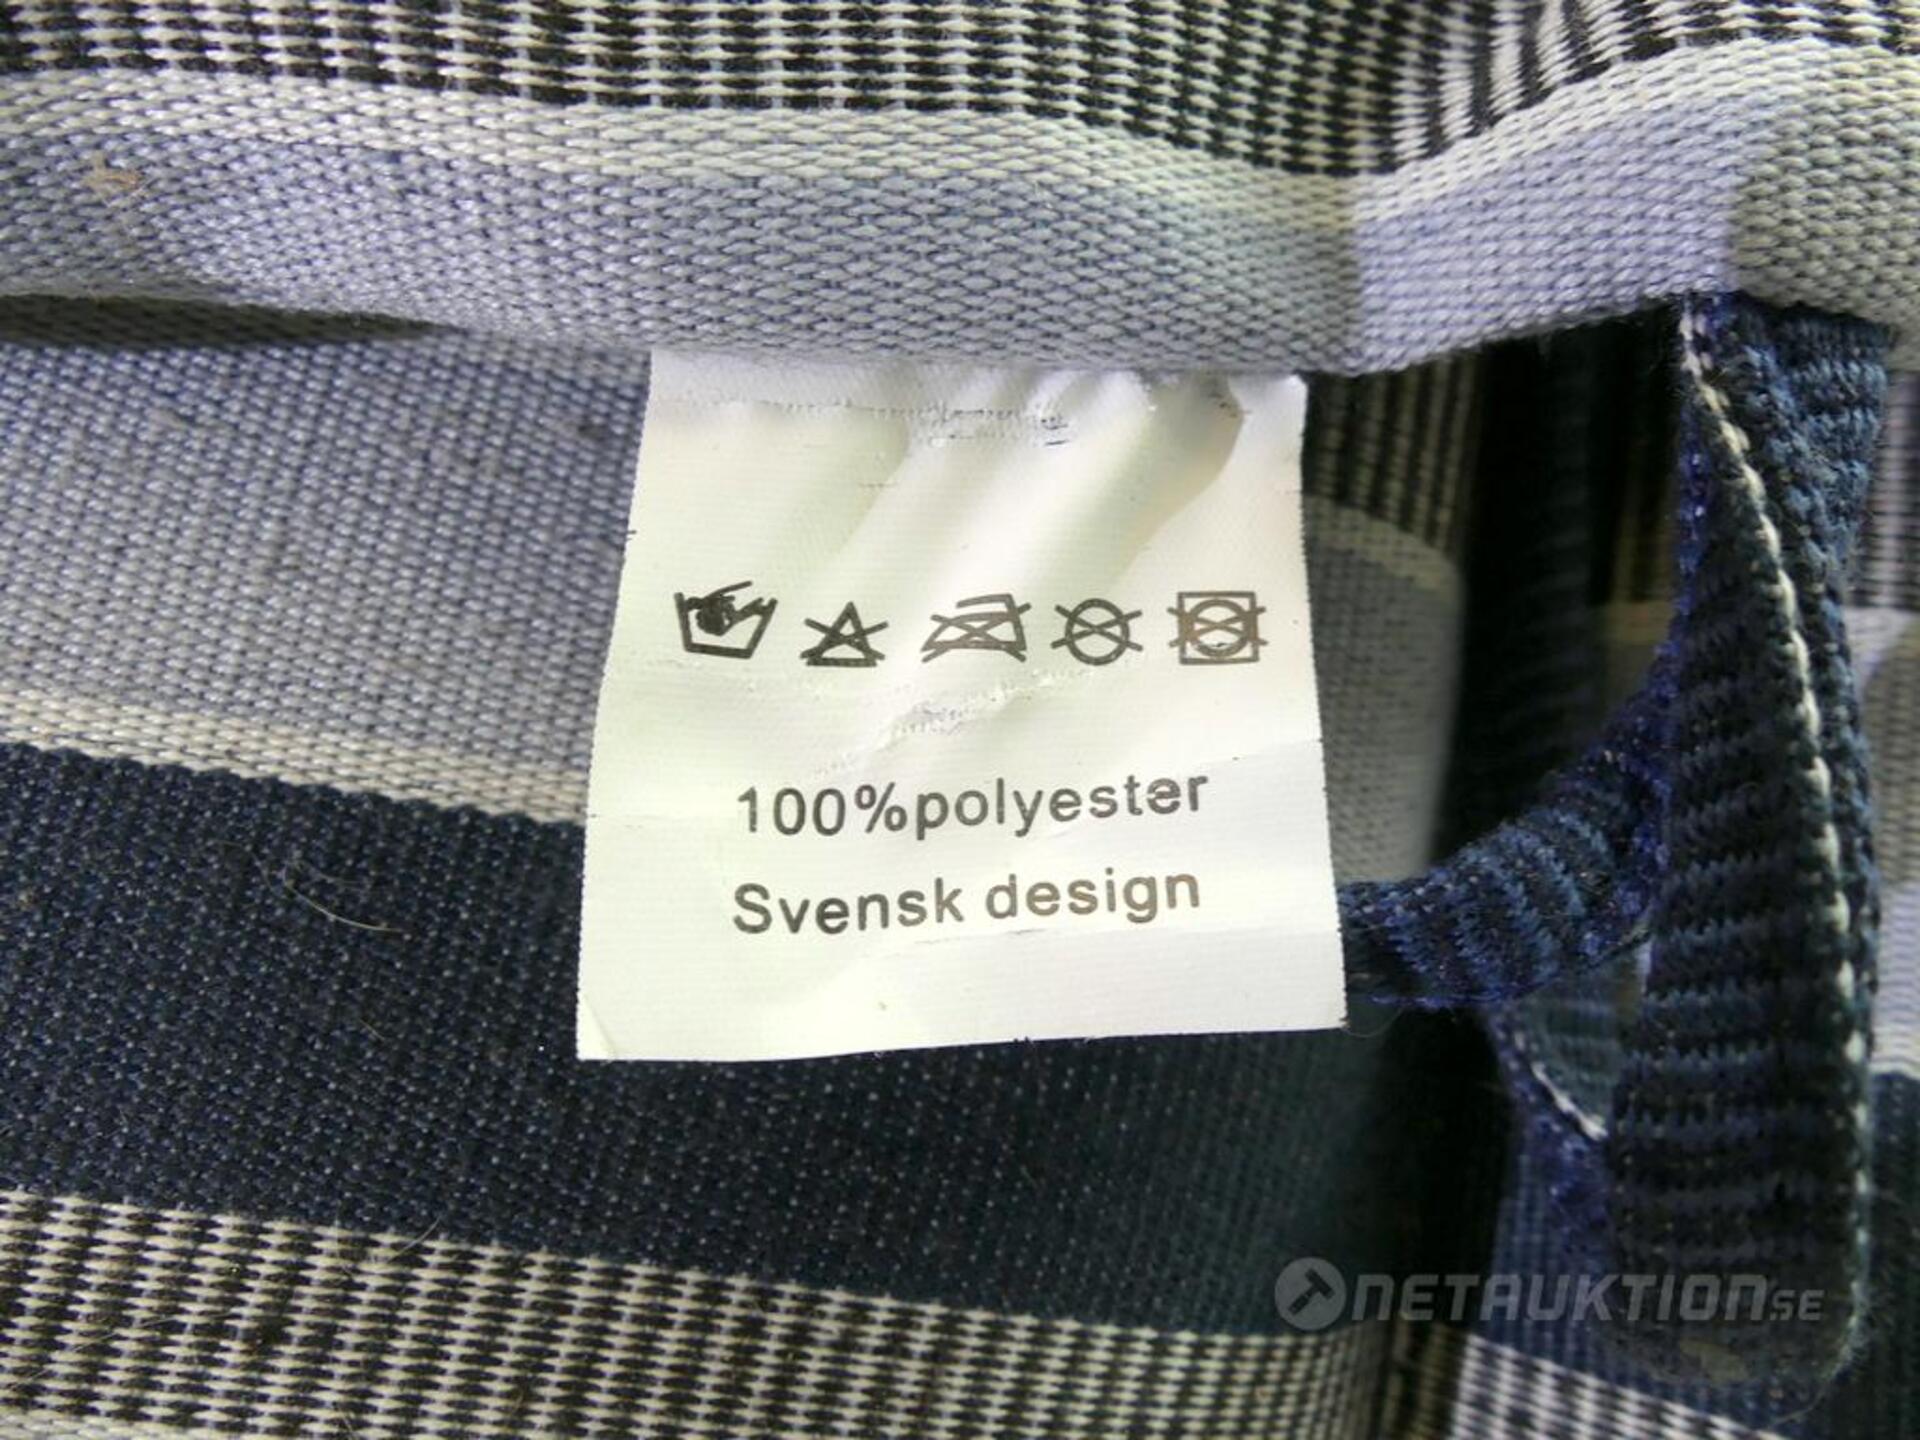 100%polyester
Svensk design
NETAUKTION.SE